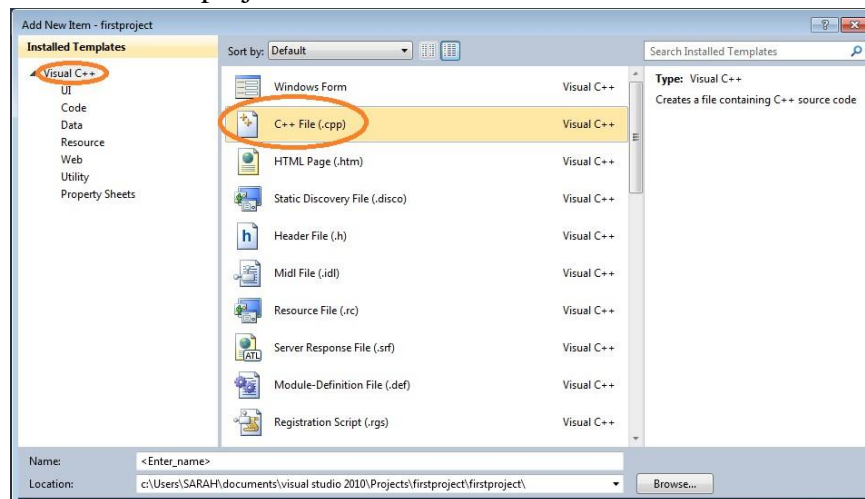 Add New Item - firstproject
Installed Templates
Visual C++
UI
Code
Data
Resource
Web
Utility
Property Sheets
Sort by: Default
Windows Form Visual C++
C++ File (.cpp) Visual C++
HTML Page (.htm) Visual C++
Static Discovery File (.disco) Visual C++
Header File (.h) Visual C++
Midl File (.idl) Visual C++
Resource File (.rc) Visual C++
ATL
Server Response File (.srf) Visual C++
Module-Definition File (.def) Visual C++
Registration Script (.rgs) Visual C++
Search Installed Templates
Type: Visual C++
Creates a file containing C++ source code
Name: <Enter_name>
Location: c:\Users\SARAH\documents\visual studio 2010\Projects\firstproject\firstproject\ Browse...